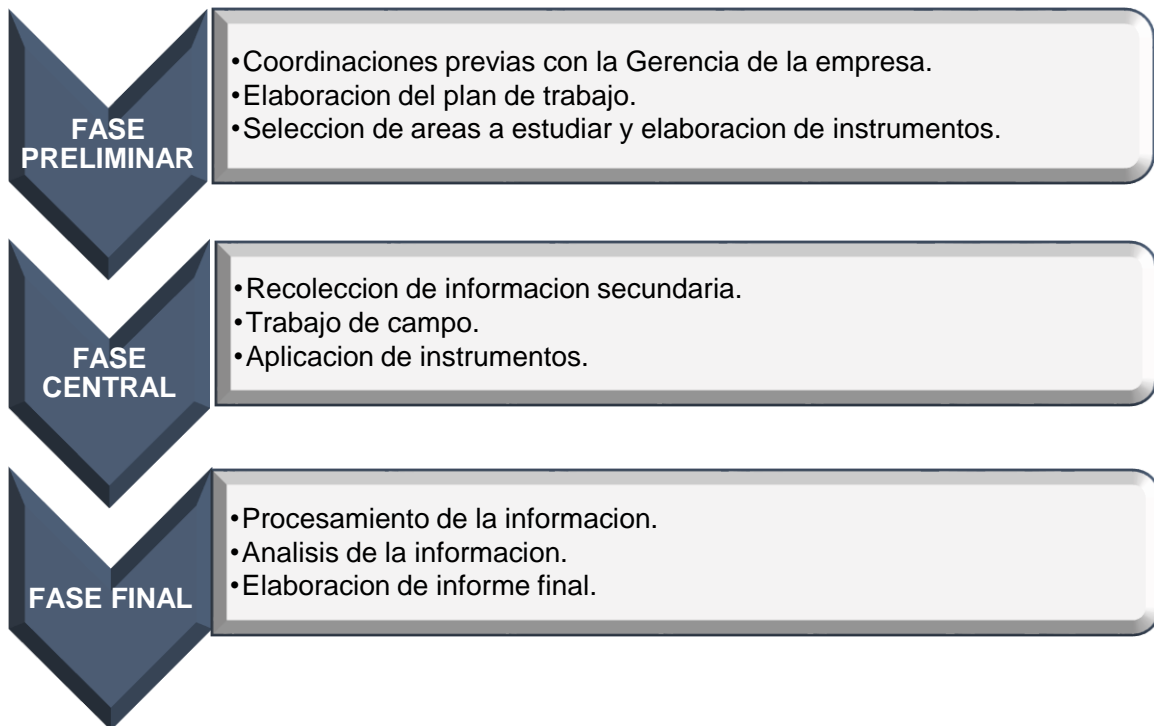 FASE
PRELIMINAR
•Coordinaciones previas con la Gerencia de la empresa.
•Elaboracion del plan de trabajo.
•Seleccion de areas a estudiar y elaboracion de instrumentos.
FASE
CENTRAL
•Recoleccion de informacion secundaria.
•Trabajo de campo.
•Aplicacion de instrumentos.
FASE FINAL
•Procesamiento de la informacion.
•Analisis de la informacion.
•Elaboracion de informe final.